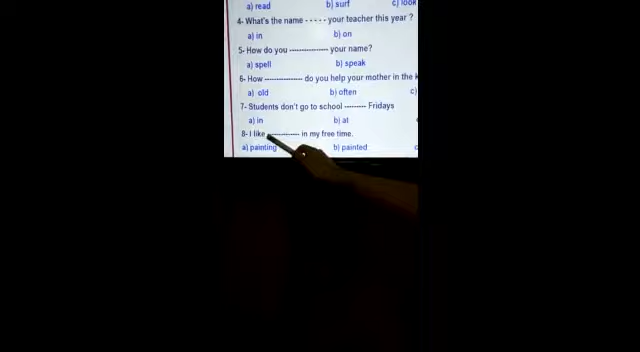 a) read b) surf c) look
4- What's the name - - - - - your teacher this year ?
a) in b) on
5- How do you ---------------- your name?
a) spell b) speak
6- How --------------- do you help your mother in the k
a) old b) often c)
7- Students don't go to school --------- Fridays
a) in b) at
8- I like ------------- in my free time.
a) painting b) painted